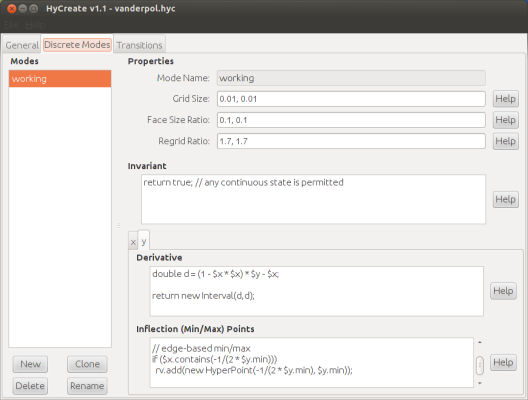 HyCreate v1.1 - vanderpol.hyc
File Help
General Discrete Modes Transitions
Modes
working
New Clone
Delete Rename
Properties
Mode Name: working
Grid Size: 0.01, 0.01 Help
Face Size Ratio: 0.1, 0.1 Help
Regrid Ratio: 1.7, 1.7 Help
Invariant
return true; // any continuous state is permitted
Help
x y
Derivative
double d = (1 - $x * $x) * $y - $x;
return new Interval(d,d);
Help
Inflection (Min/Max) Points
// edge-based min/max
if ($x.contains(-1/(2 * $y.min)))
rv.add(new HyperPoint(-1/(2 * $y.min), $y.min));
Help